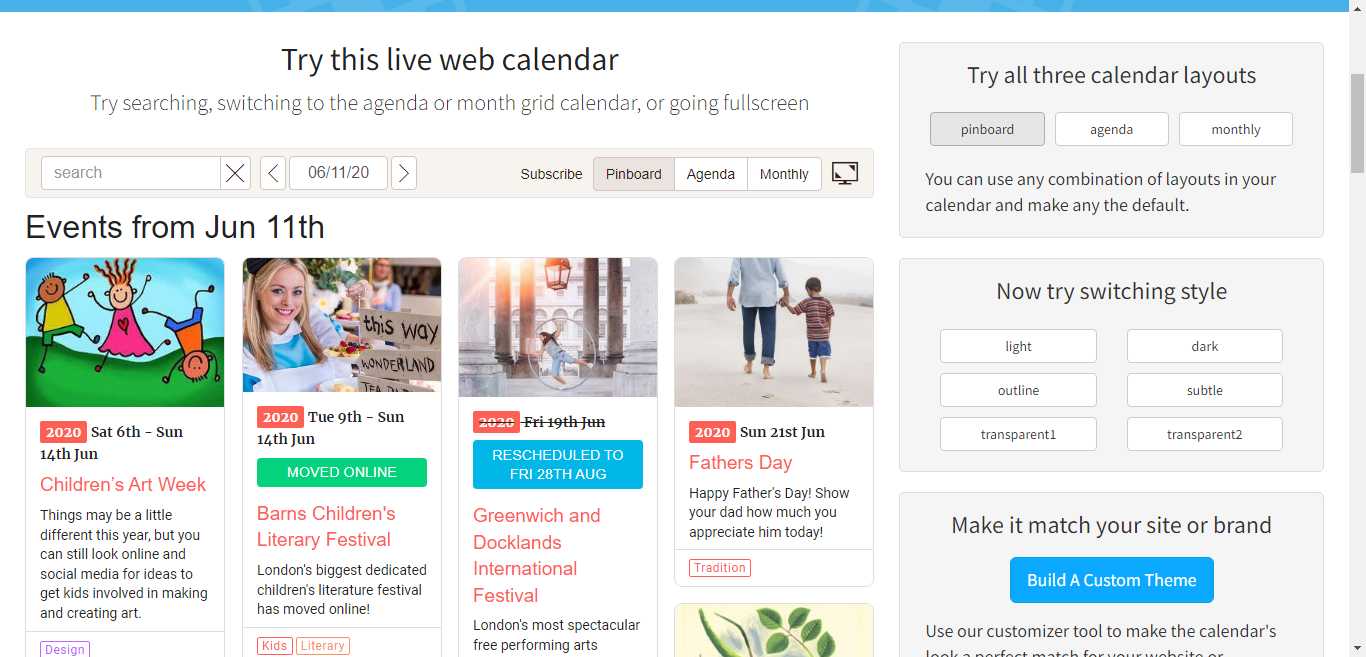 Try this live web calendar
Try searching, switching to the agenda or month grid calendar, or going fullscreen
search
06/11/20
Subscribe
Pinboard
Agenda
Monthly
Events from Jun 11th
2020 Sat 6th - Sun
14th Jun
Children's Art Week
Things may be a little
different this year, but you
can still look online and
social media for ideas to
get kids involved in making
and creating art.
Design
this way
WONDERLAND
2020 Tue 9th - Sun
14th Jun
MOVED ONLINE
Barns Children's
Literary Festival
London's biggest dedicated
children's literature festival
has moved online!
Kids
Literary
2020 Fri 19th Jun
RESCHEDULED TO
FRI 28TH AUG
Greenwich and
Docklands
International
Festival
London's most spectacular
free performing arts
2020 Sun 21st Jun
Fathers Day
Happy Father's Day! Show
your dad how much you
appreciate him today!
Tradition
Try all three calendar layouts
pinboard
agenda
monthly
You can use any combination of layouts in your
calendar and make any the default.
Now try switching style
light
dark
outline
subtle
transparent1
transparent2
Make it match your site or brand
Build A Custom Theme
Use our customizer tool to make the calendar's
look a perfect match for your website or